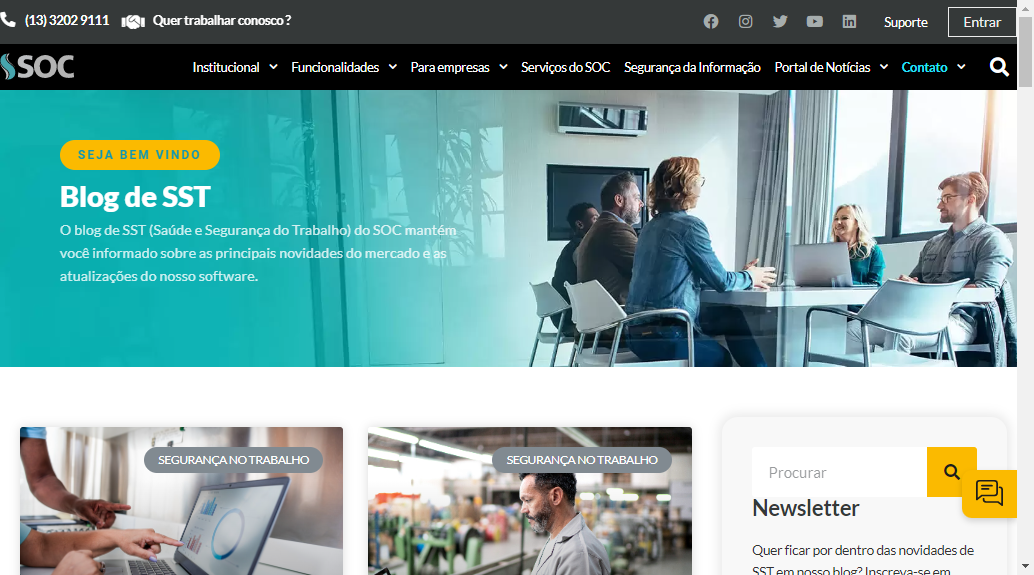 (13) 3202 9111 Quer trabalhar conosco ? Suporte Entrar
SOC Institucional Funcionalidades Para empresas Serviços do SOC Segurança da Informação Portal de Notícias Contato
SEJA BEM VINDO
Blog de SST
O blog de SST (Saúde e Segurança do Trabalho) do SOC mantém
você informado sobre as principais novidades do mercado e as
atualizações do nosso software.
SEGURANÇA NO TRABALHO SEGURANÇA NO TRABALHO
Procurar
Newsletter
Quer ficar por dentro das novidades de
SST em nosso blog? Inscreva-se em